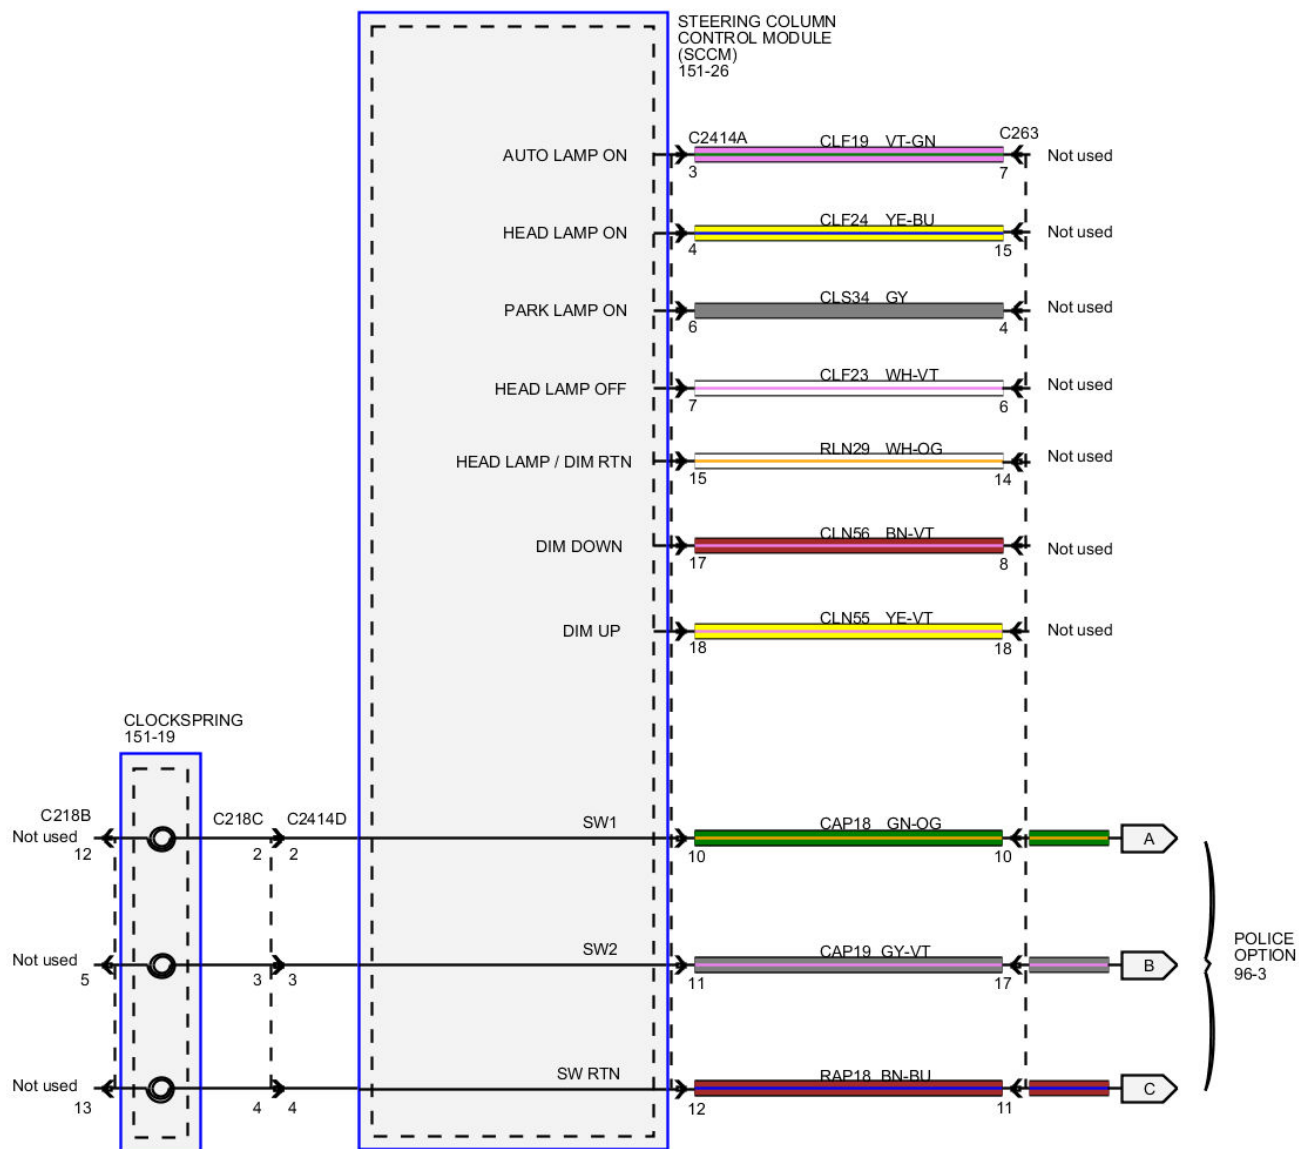 STEERING COLUMN
CONTROL MODULE
(SCCM)
151-26
C2414A
CLF19 VT-GN
C263
AUTO LAMP ON
3
7
Not used
CLF24 YE-BU
HEAD LAMP ON
4
15
Not used
CLS34 GY
PARK LAMP ON
6
4
Not used
CLF23 WH-VT
HEAD LAMP OFF
7
6
Not used
RLN29 WH-OG
HEAD LAMP / DIM RTN
15
14
Not used
CLN56 BN-VT
DIM DOWN
17
8
Not used
CLN55 YE-VT
DIM UP
18
18
Not used
CLOCKSPRING
151-19
C218B
C218C
C2414D
SW1
CAP18 GN-OG
Not used
12
2
2
10
10
A
SW2
CAP19 GY-VT
Not used
5
3
3
11
17
B
POLICE
OPTION
96-3
SW RTN
RAP18 BN-BU
Not used
13
4
4
12
11
C